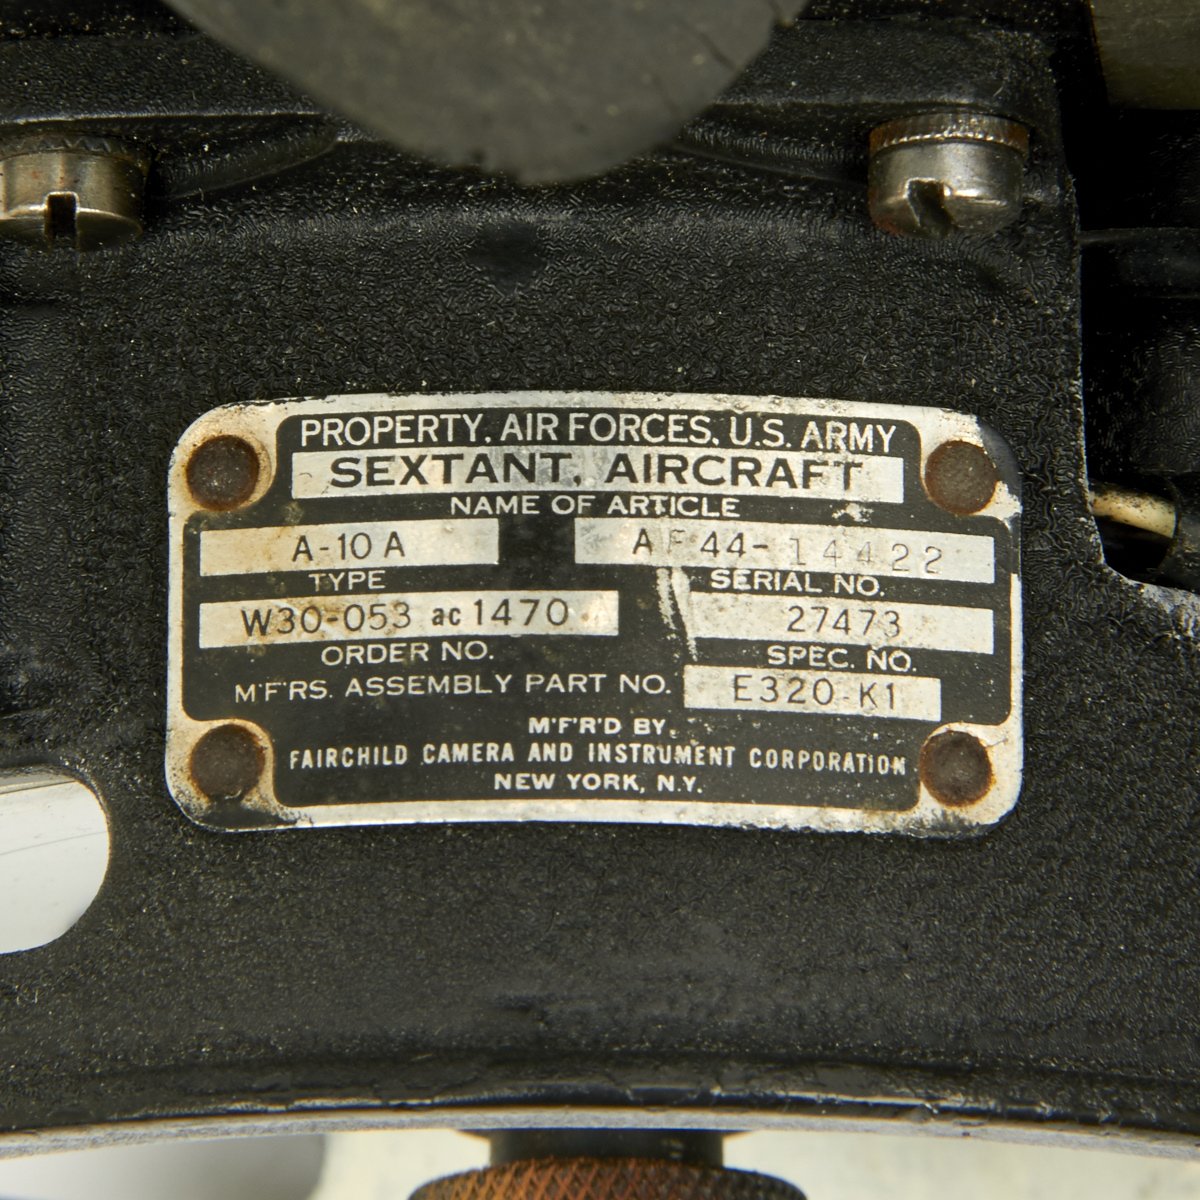 PROPERTY, AIR FORCES, U.S. ARMY
SEXTANT, AIRCRAFT
NAME OF ARTICLE
A-10A AF 44-14422
TYPE SERIAL NO.
W30-053 ac 1470 27473
ORDER NO. SPEC. NO.
M'F'RS. ASSEMBLY PART NO. E320-K1
M'F'R'D BY
FAIRCHILD CAMERA AND INSTRUMENT CORPORATION
NEW YORK, N.Y.